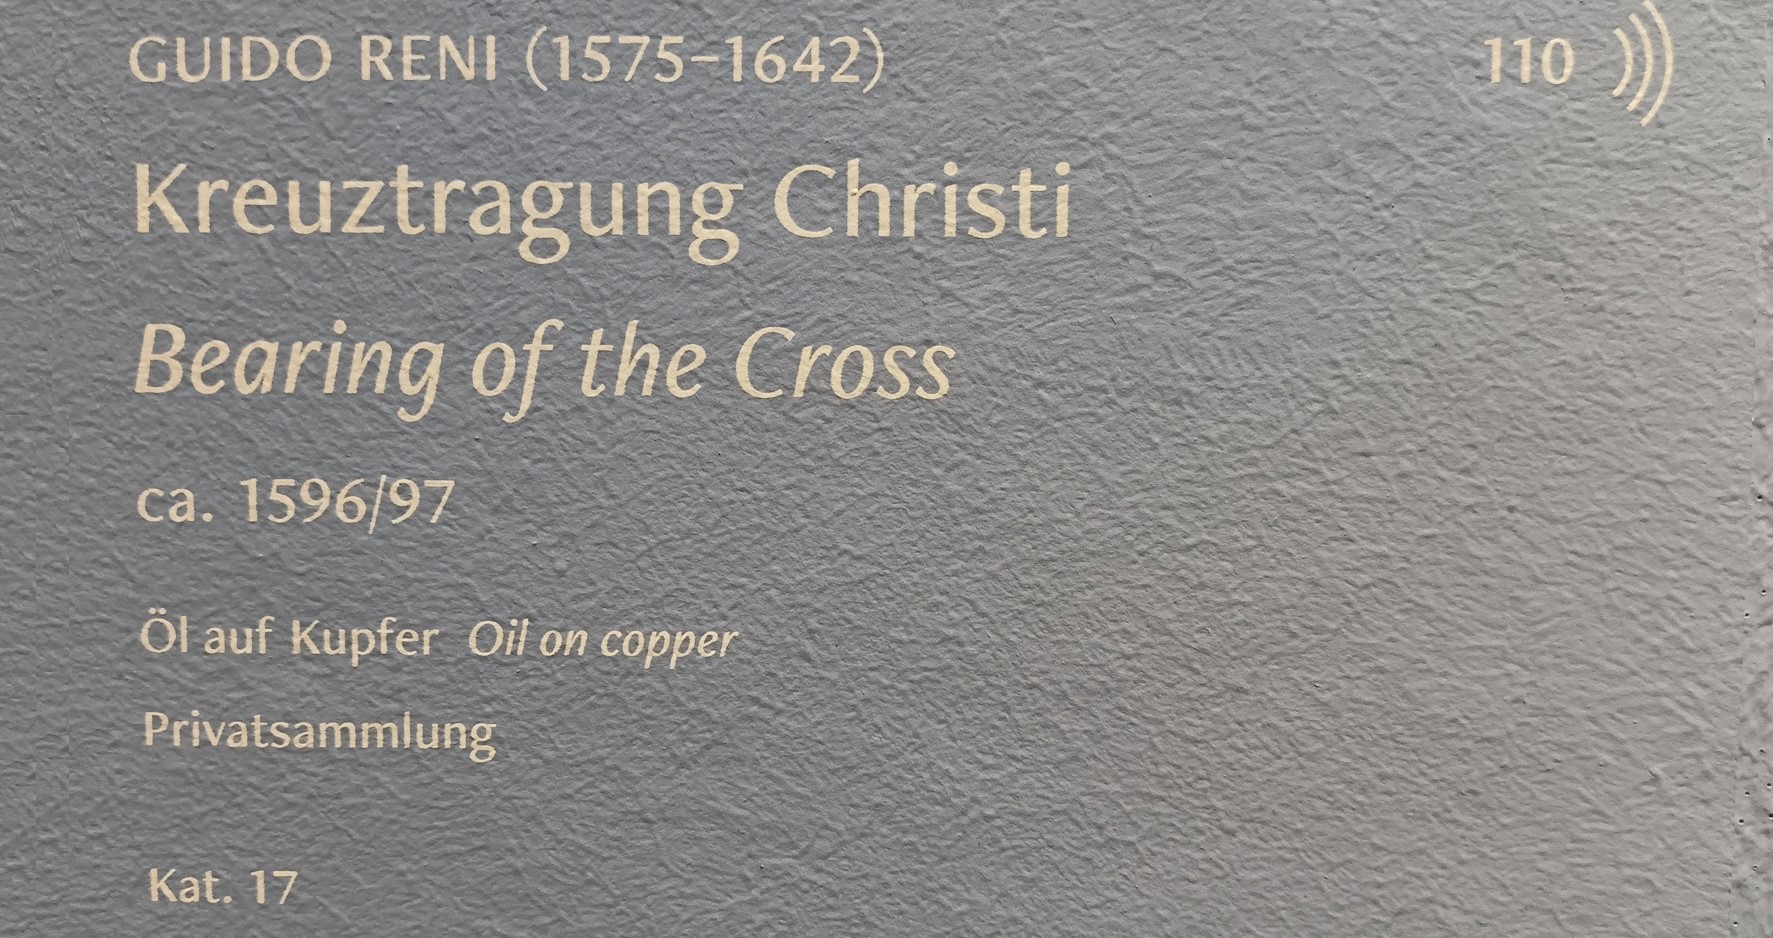 GUIDO RENI (1575–1642) 110
Kreuztragung Christi
Bearing of the Cross
ca. 1596/97
Öl auf Kupfer Oil on copper
Privatsammlung
Kat. 17